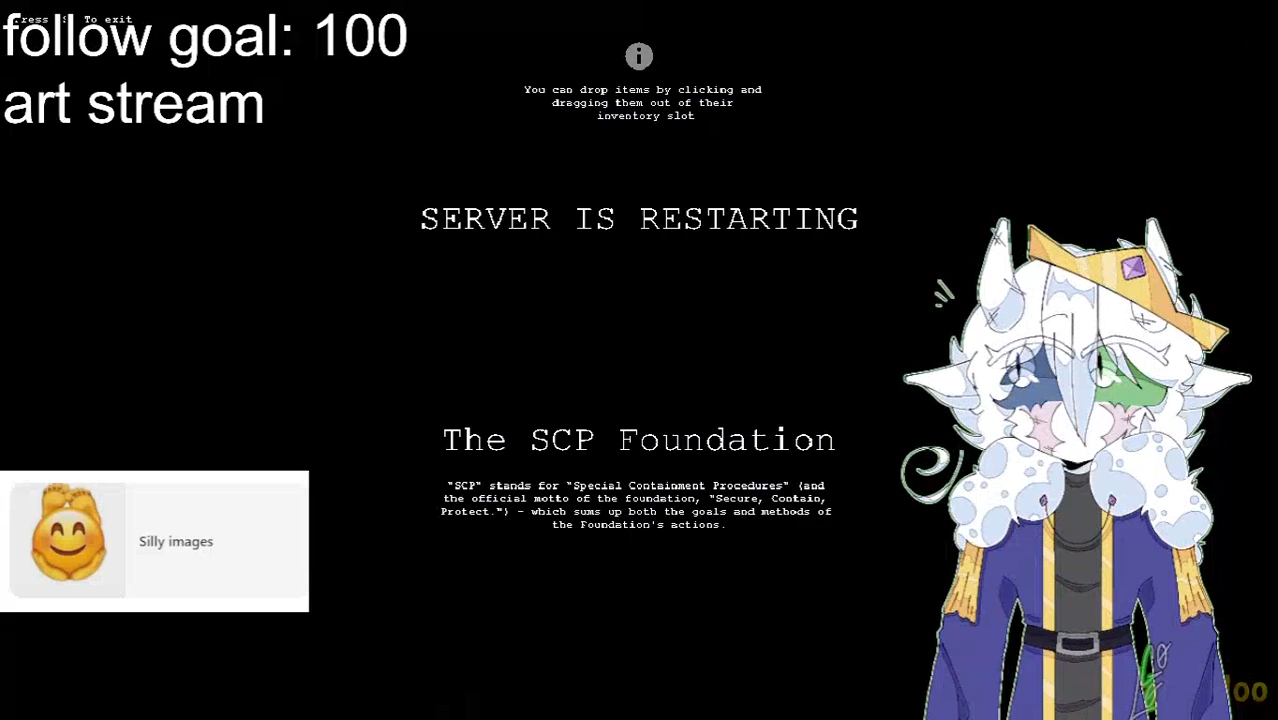 follow goal: 100
art stream
To exit
You can drop items by clicking and
dragging them out of their
inventory slot
SERVER IS RESTARTING
The SCP Foundation
"SCP" stands for "Special Containment Procedures" (and
the official motto of the foundation, "Secure, Contain,
Protect.") - which sums up both the goals and methods of
the Foundation's actions.
Silly images